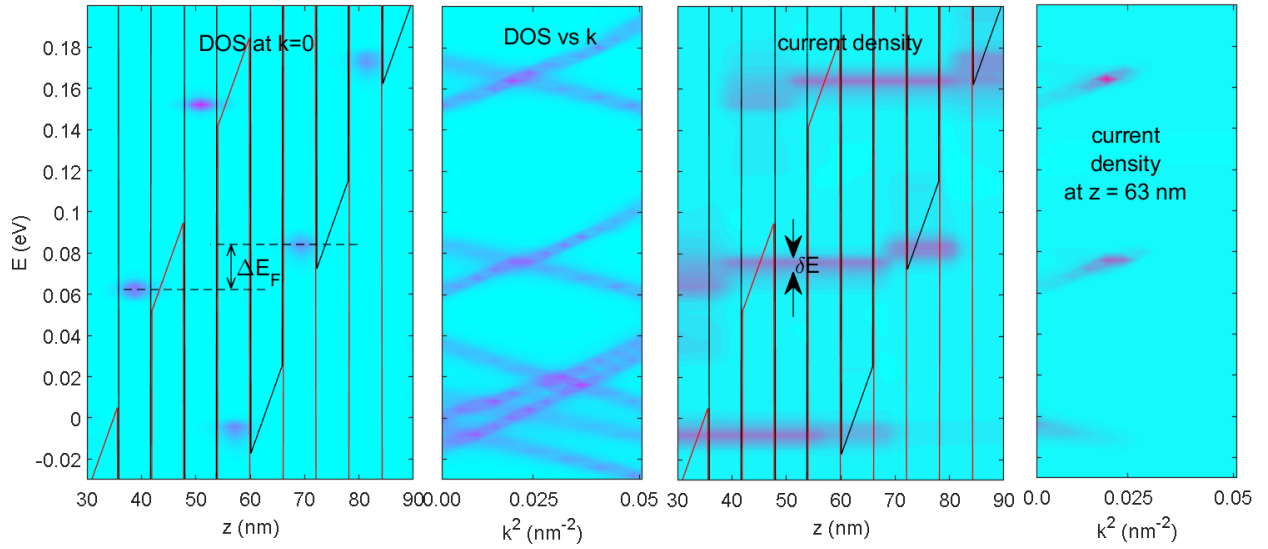 DOS at k=0
DOS vs k
current density
current
density
at z = 63 nm
ΔE_F
δE
E (eV)
0.18
0.16
0.14
0.12
0.1
0.08
0.06
0.04
0.02
0
-0.02
30 40 50 60 70 80 90
z (nm)
0.00 0.025 0.05
k² (nm⁻²)
30 40 50 60 70 80 90
z (nm)
0.0 0.025 0.05
k² (nm⁻²)